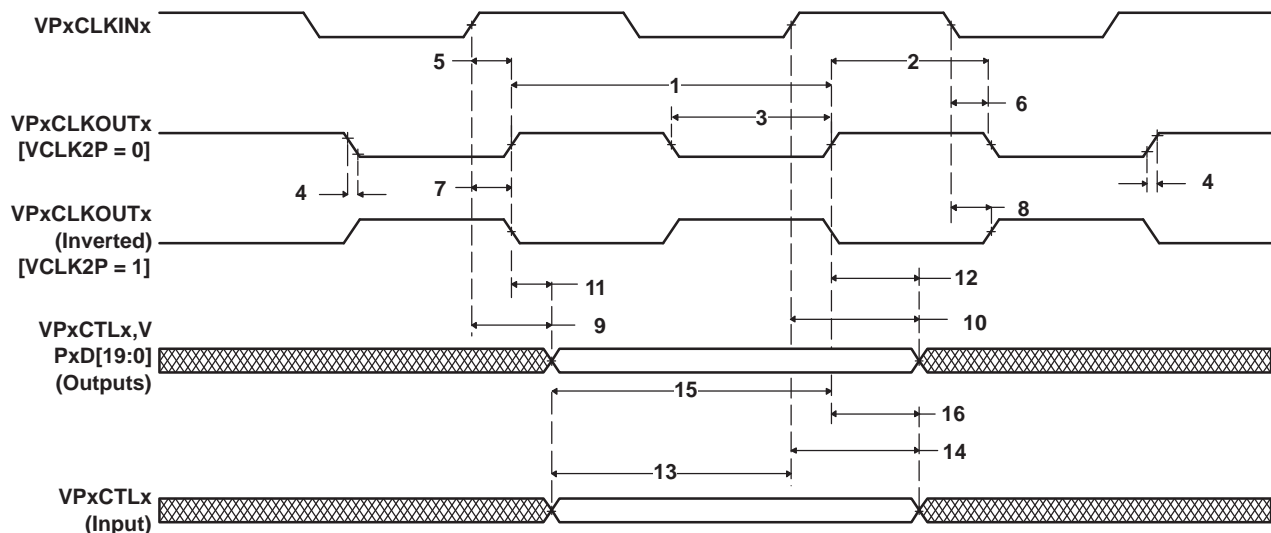 VPxCLKINx
5
2
1
6
3
VPxCLKOUTx
[VCLK2P = 0]
4
7
4
VPxCLKOUTx
(Inverted)
[VCLK2P = 1]
8
11
12
9
10
VPxCTLx,V
PxD[19:0]
(Outputs)
15
16
14
13
VPxCTLx
(Input)